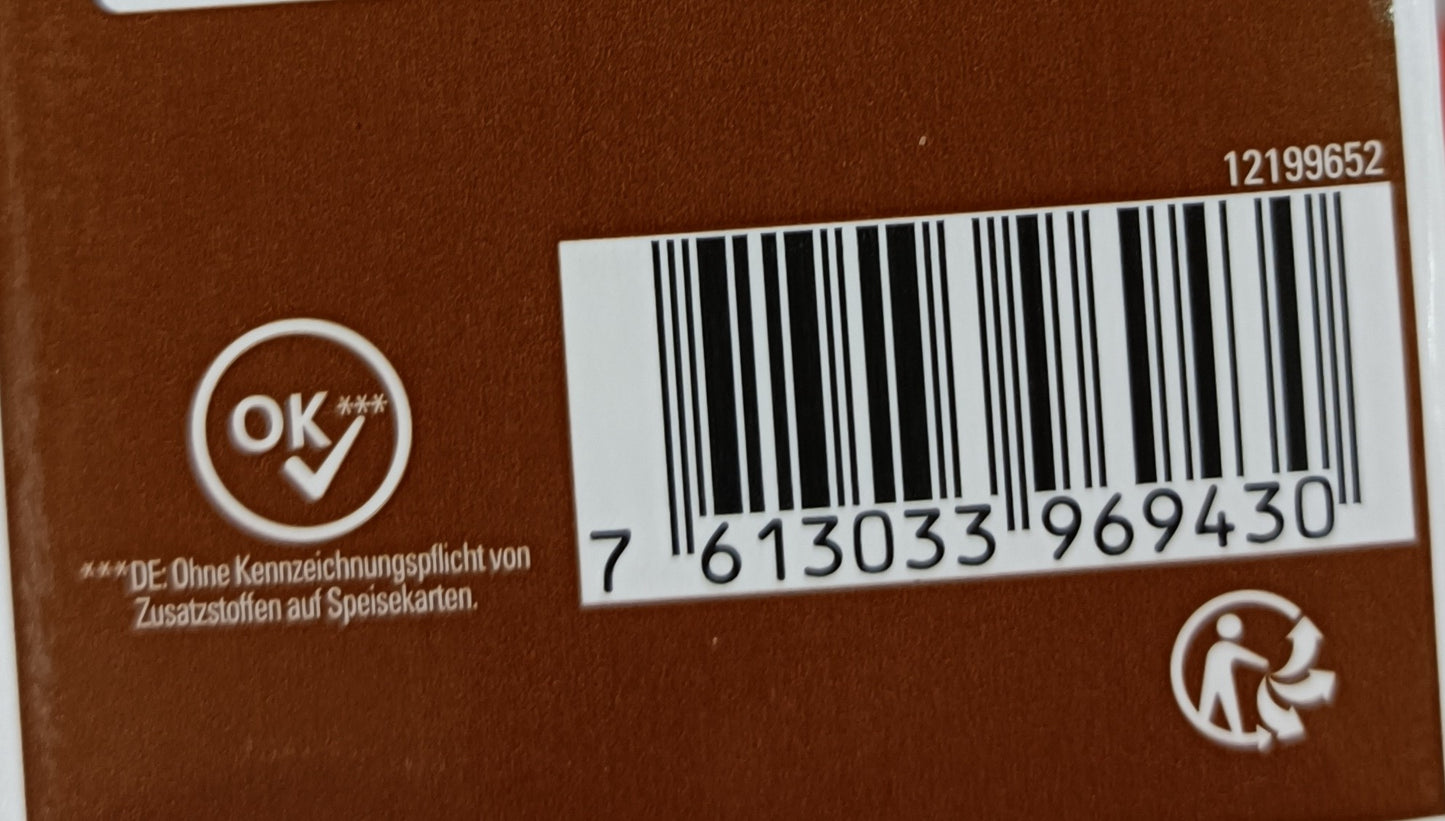 12199652
OK***
7 613033 969430
***DE: Ohne Kennzeichnungspflicht von
Zusatzstoffen auf Speisekarten.